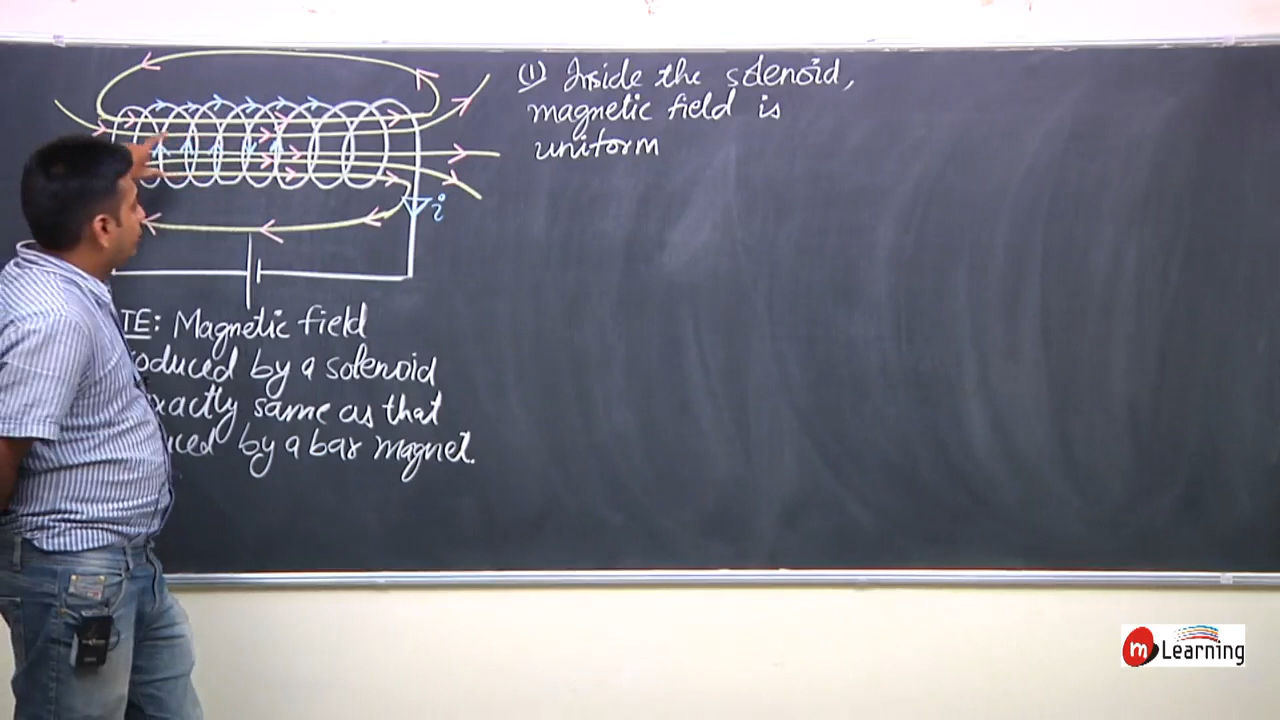 (1) Inside the solenoid,
magnetic field is
uniform
i
TE: Magnetic field
oduced by a solenoid
xactly same as that
uced by a bar magnet.
m Learning